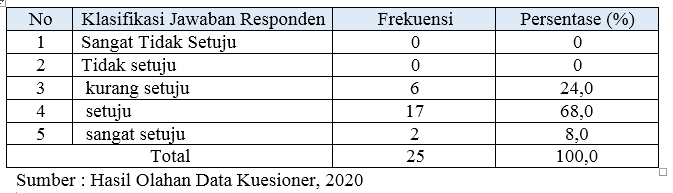 No Klasifikasi Jawaban Responden Frekuensi Persentase (%)
1 Sangat Tidak Setuju 0 0
2 Tidak setuju 0 0
3 kurang setuju 6 24,0
4 setuju 17 68,0
5 sangat setuju 2 8,0
Total 25 100,0
Sumber : Hasil Olahan Data Kuesioner, 2020